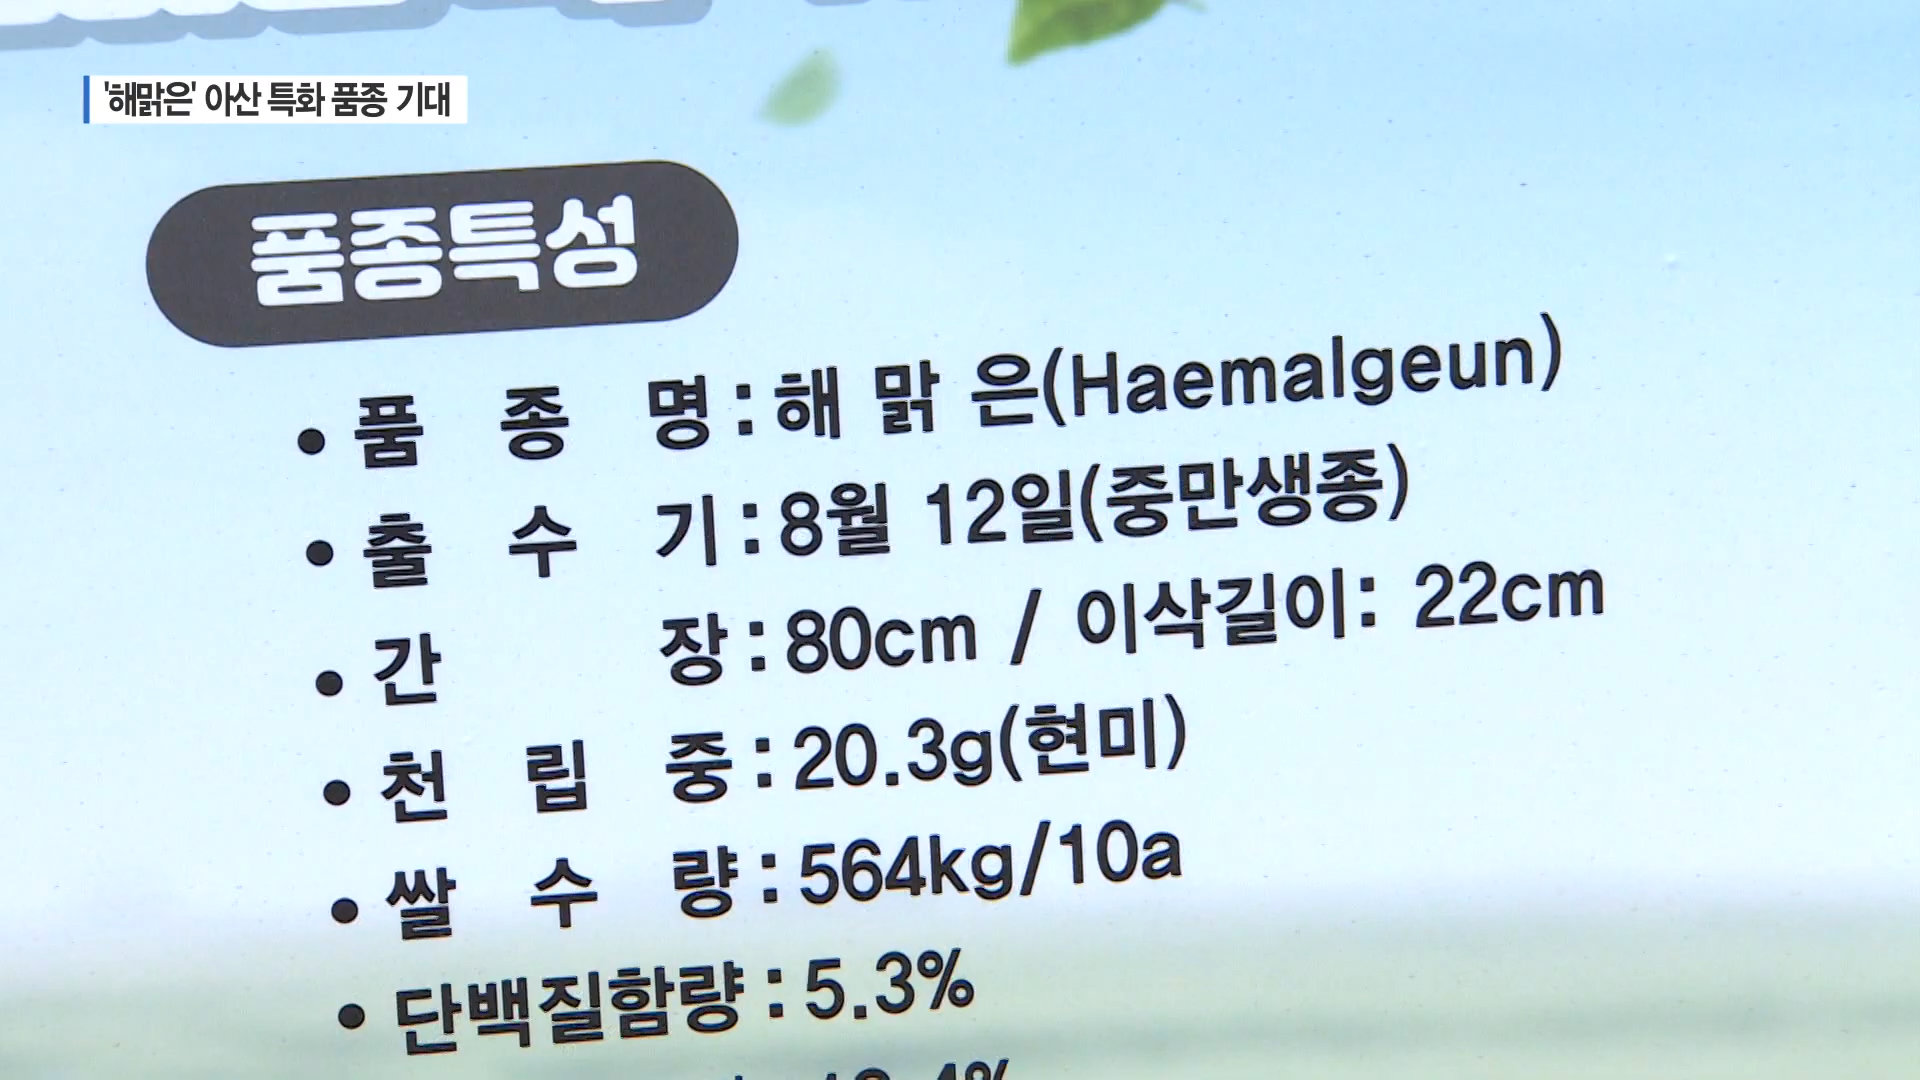 '해맑은' 아산 특화 품종 기대
품종특성
• 품 종 명 : 해 맑 은(Haemalgeun)
• 출 수 기 : 8월 12일(중만생종)
• 간 장 : 80cm / 이삭길이: 22cm
• 천 립 중 : 20.3g(현미)
• 쌀 수 량 : 564kg/10a
• 단백질함량 : 5.3%